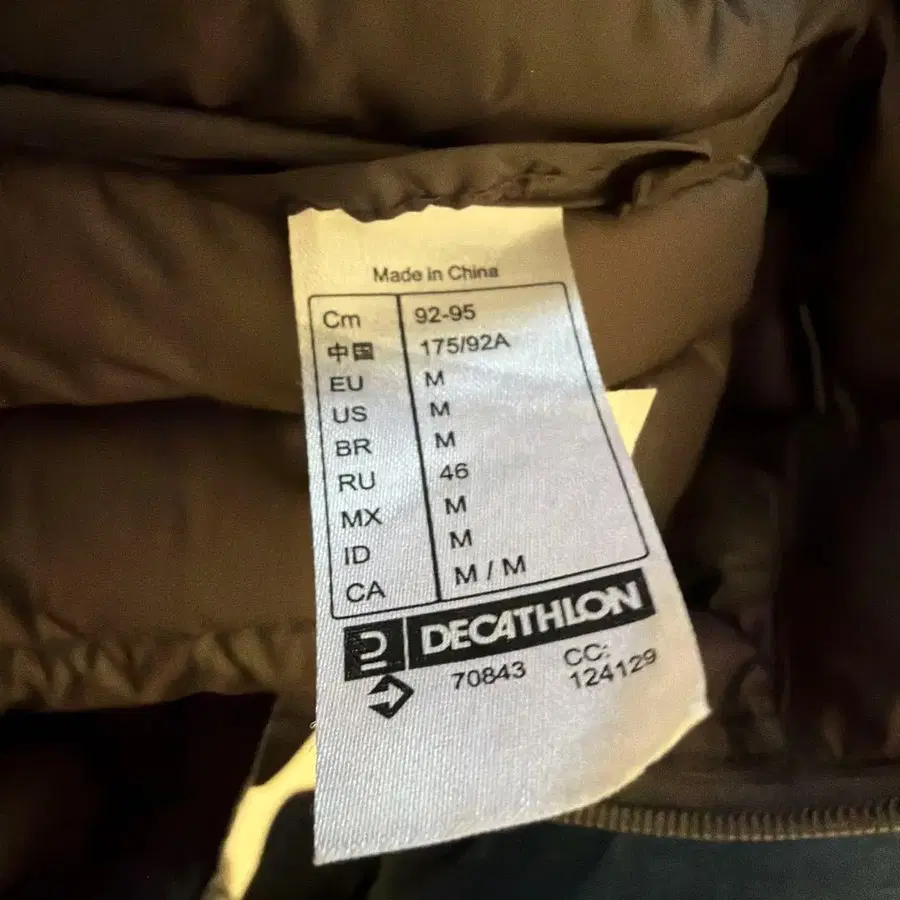 Made in China
Cm 92-95
中国 175/92A
EU M
US M
BR M
RU 46
MX M
ID M
CA M / M
DECATHLON
70843 CC:
124129